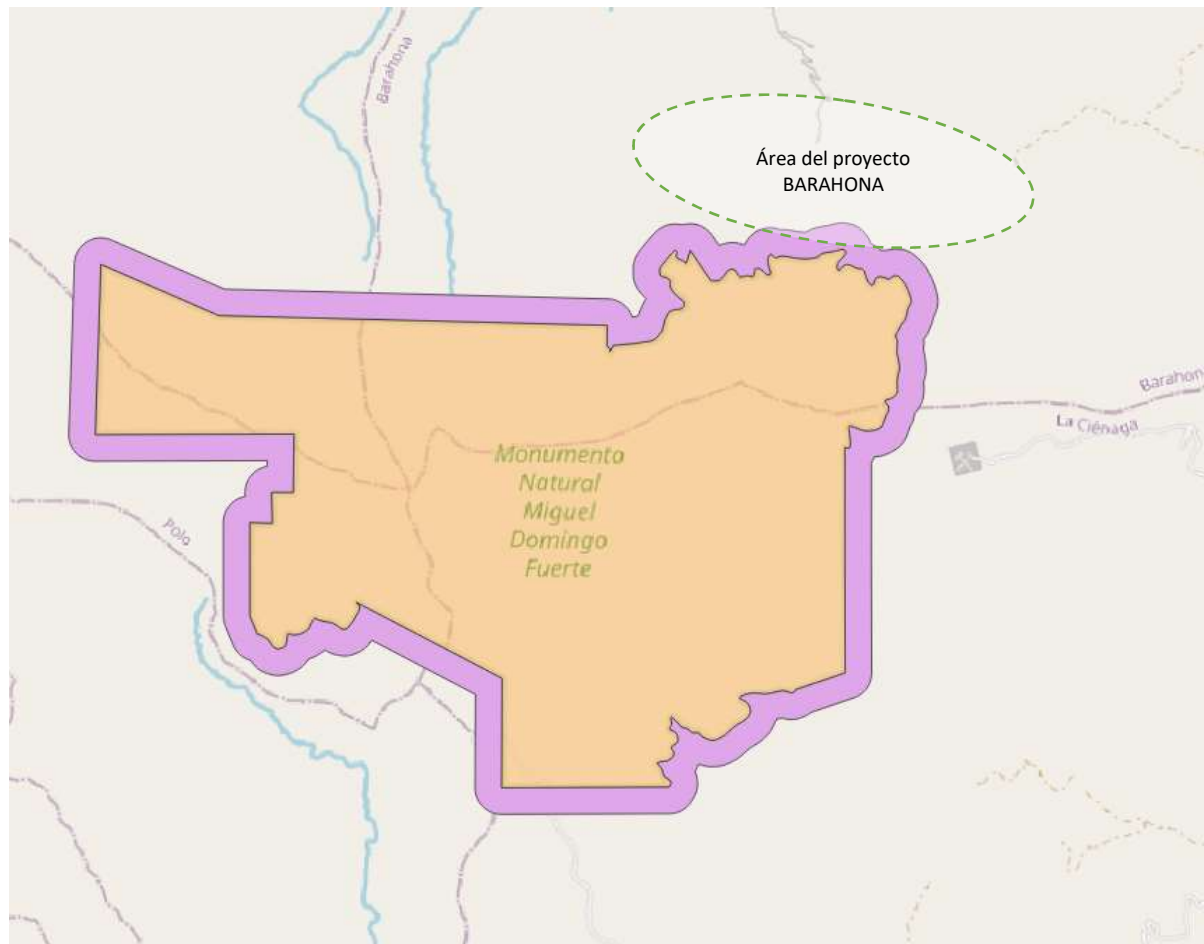 Barahona
Área del proyecto
BARAHONA
Barahon
La Ciénaga
Monumento
Natural
Miguel
Domingo
Fuerte
Polo